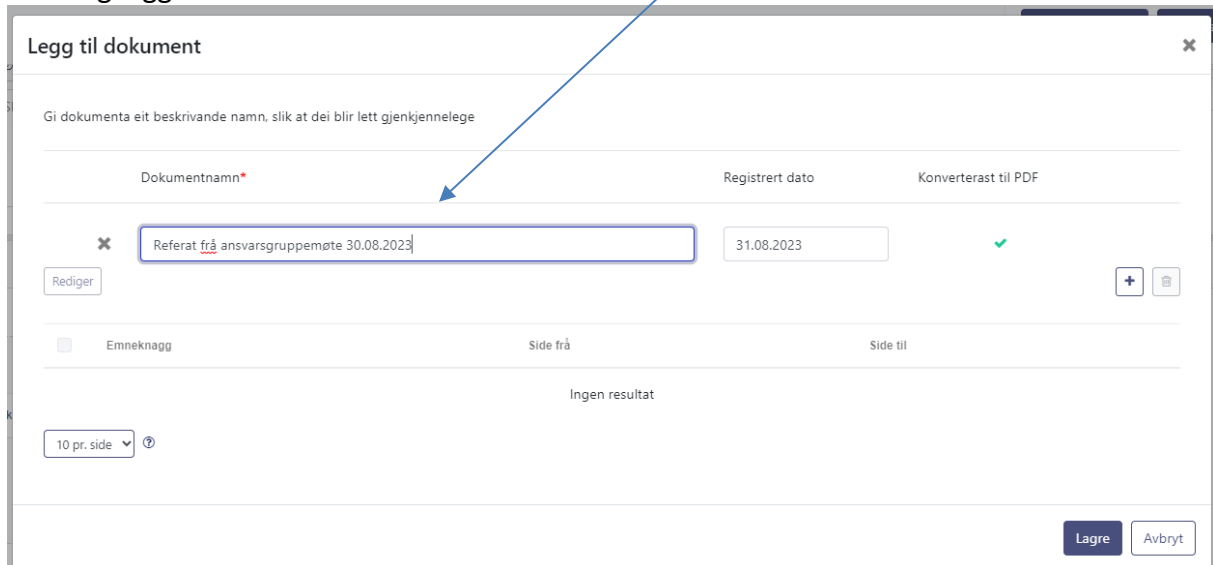 Legg til dokument
Gi dokumenta eit beskrivande namn, slik at dei blir lett gjenkjennelege
Dokumentnamn* Registrert dato Konverterast til PDF
Referat frå ansvarsgruppemøte 30.08.2023 31.08.2023
Rediger
Emneknagg Side frå Side til
Ingen resultat
10 pr. side
Lagre Avbryt